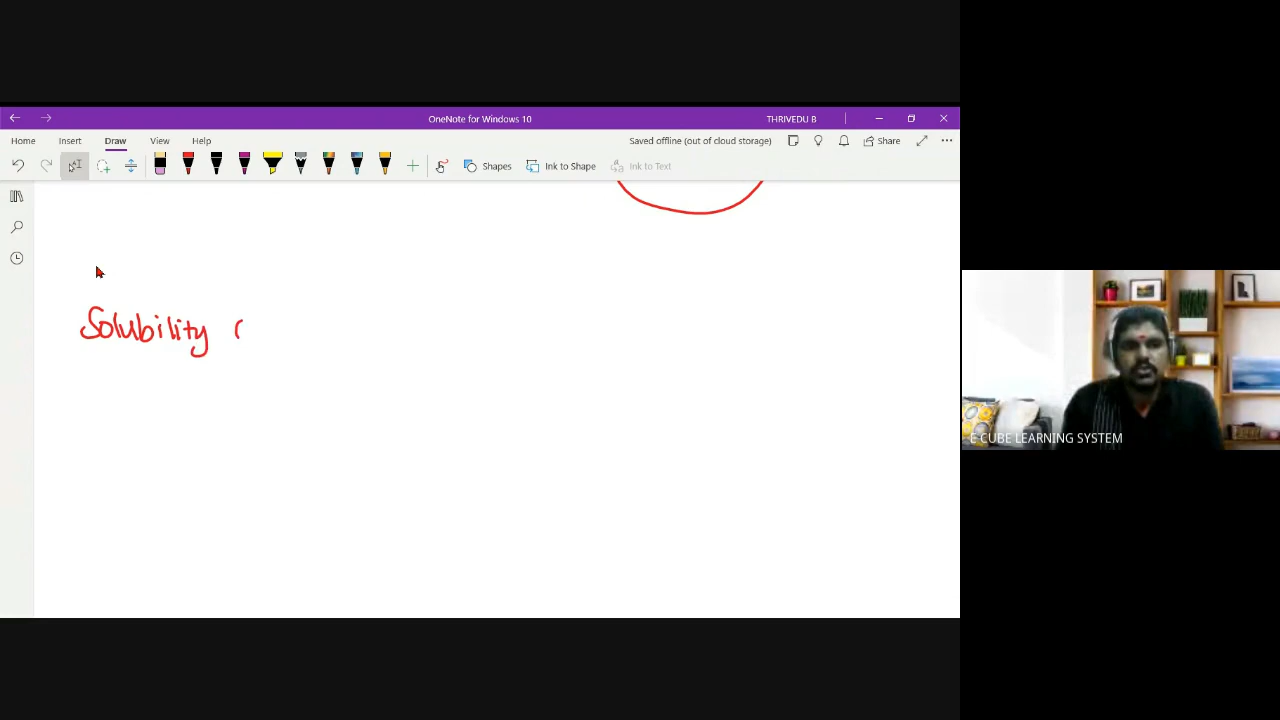 OneNote for Windows 10
THRIVEDU B
Home Insert Draw View Help
Saved offline (out of cloud storage)
Share
Shapes
Ink to Shape
Ink to Text
Solubility (
E CUBE LEARNING SYSTEM